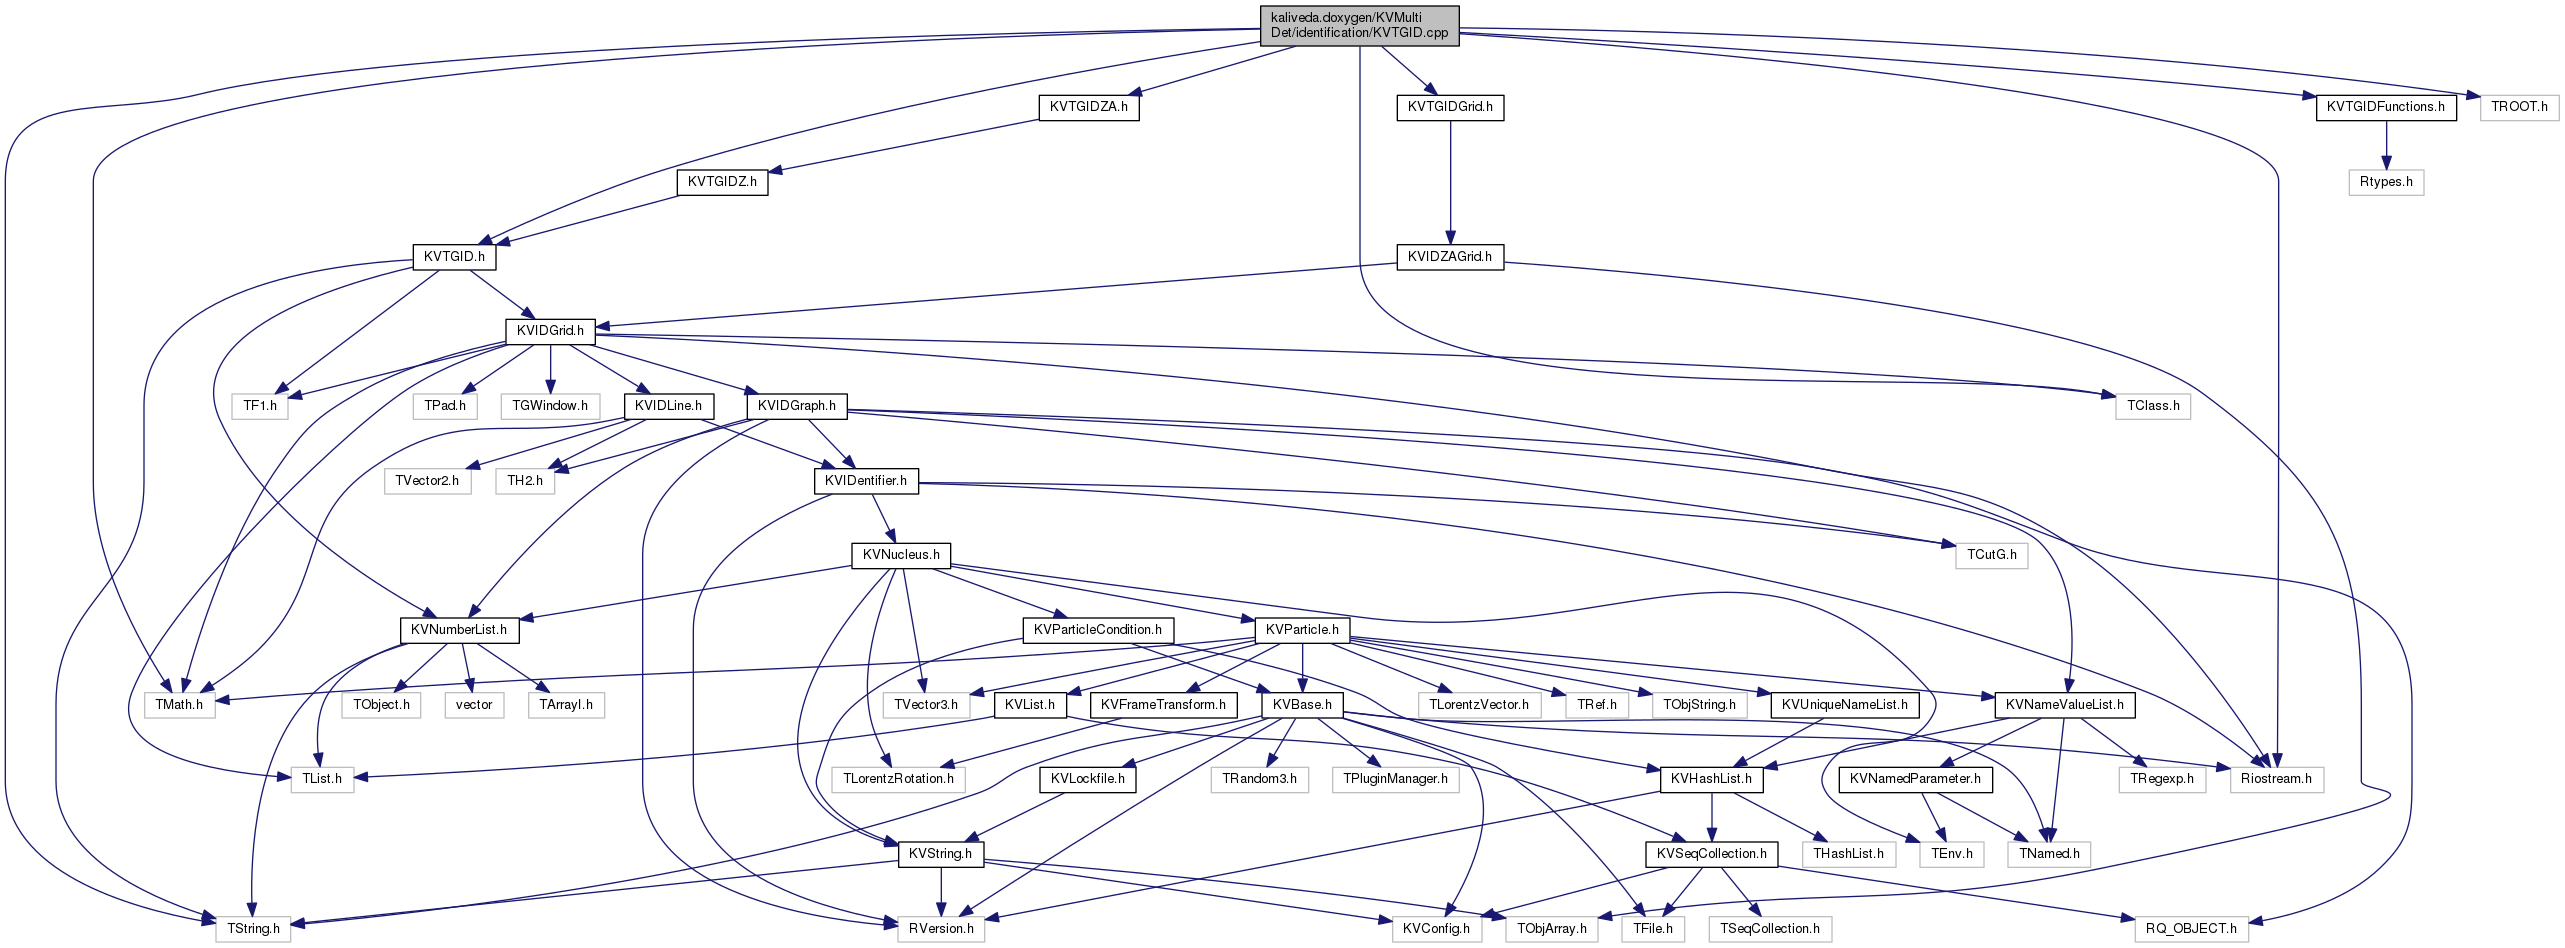 kaliveda.doxygen/KVMulti
Det/identification/KVTGID.cpp
KVTGIDZA.h
KVTGIDGrid.h
KVTGIDFunctions.h
TROOT.h
KVTGIDZ.h
Rtypes.h
KVTGID.h
KVIDZAGrid.h
KVIDGrid.h
TF1.h
TPad.h
TGWindow.h
KVIDLine.h
KVIDGraph.h
TClass.h
TVector2.h
TH2.h
KVIDentifier.h
KVNucleus.h
TCutG.h
KVNumberList.h
KVParticleCondition.h
KVParticle.h
TMath.h
TObject.h
vector
TArrayI.h
TVector3.h
KVList.h
KVFrameTransform.h
KVBase.h
TLorentzVector.h
TRef.h
TObjString.h
KVUniqueNameList.h
KVNameValueList.h
TList.h
TLorentzRotation.h
KVLockfile.h
TRandom3.h
TPluginManager.h
KVHashList.h
KVNamedParameter.h
TRegexp.h
Riostream.h
KVString.h
KVSeqCollection.h
THashList.h
TEnv.h
TNamed.h
TString.h
RVersion.h
KVConfig.h
TObjArray.h
TFile.h
TSeqCollection.h
RQ_OBJECT.h